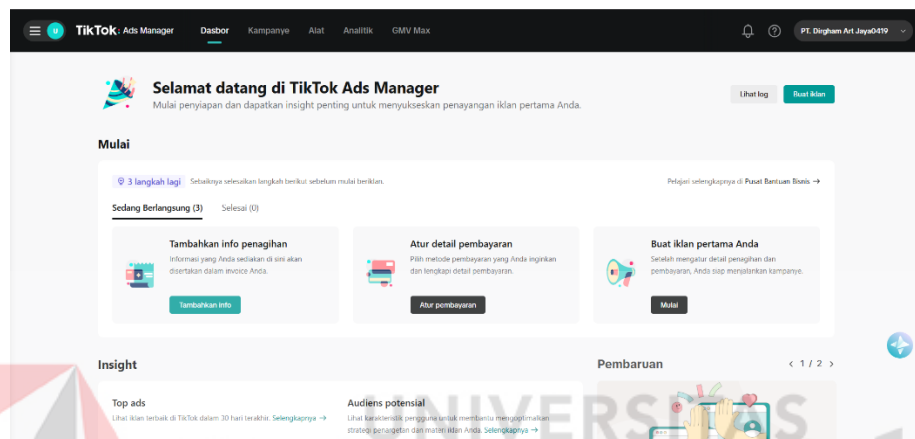 U TikTok: Ads Manager Dasbor Kampanye Alat Analitik GMV Max PT. Dirgham Art Jaya0419
Selamat datang di TikTok Ads Manager
Mulai penyiapan dan dapatkan insight penting untuk menyukseskan penayangan iklan pertama Anda.
Lihat log Buat iklan
Mulai
3 langkah lagi Sebaiknya selesaikan langkah berikut sebelum mulai beriklan. Pelajari selengkapnya di Pusat Bantuan Bisnis →
Sedang Berlangsung (3) Selesai (0)
Tambahkan info penagihan
Informasi yang Anda sediakan di sini akan
disertakan dalam invoice Anda.
Tambahkan info
Atur detail pembayaran
Pilih metode pembayaran yang Anda inginkan
dan lengkapi detail pembayaran.
Atur pembayaran
Buat iklan pertama Anda
Setelah mengatur detail penagihan dan
pembayaran, Anda siap menjalankan kampanye.
Mulai
Insight
Pembaruan < 1 / 2 >
Top ads
Lihat iklan terbaik di TikTok dalam 30 hari terakhir. Selengkapnya →
Audiens potensial
Lihat karakteristik pengguna untuk membantu mengoptimalkan
strategi penargetan dan materi iklan Anda. Selengkapnya →
UNIVERSITAS